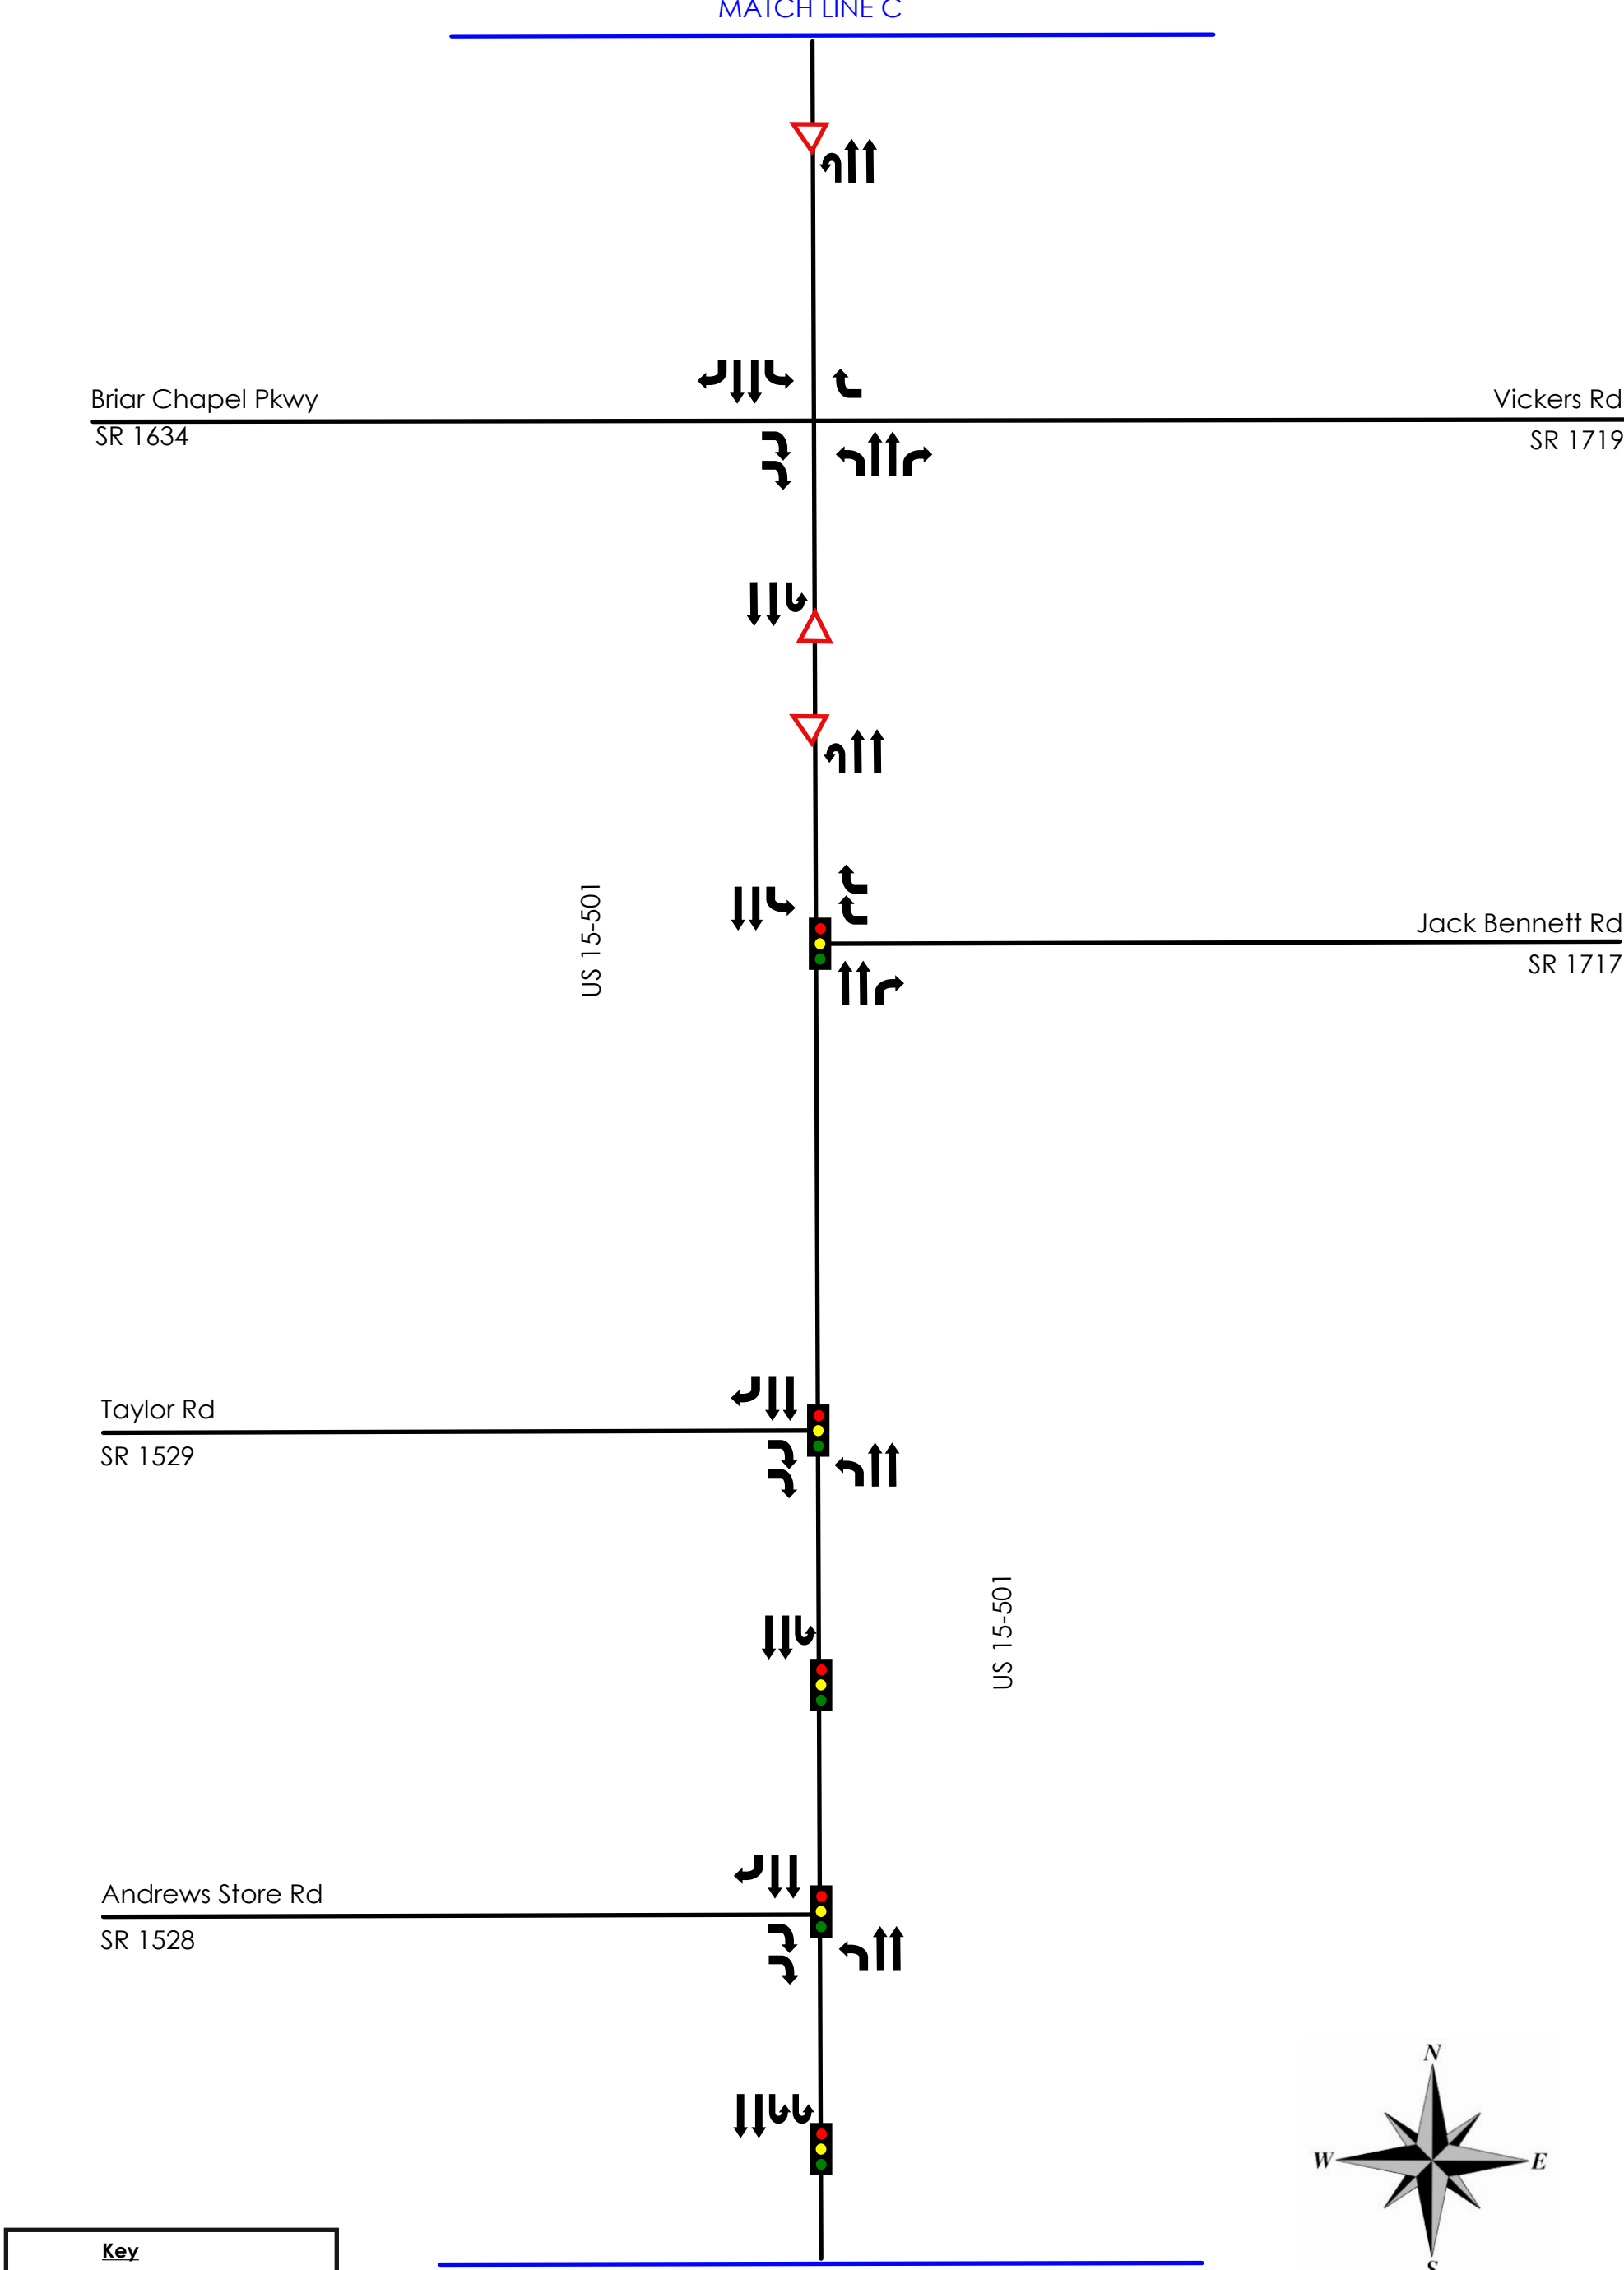 MATCH LINE C
Briar Chapel Pkwy
SR 1634
Vickers Rd
SR 1719
US 15-501
Jack Bennett Rd
SR 1717
Taylor Rd
SR 1529
US 15-501
Andrews Store Rd
SR 1528
N
W
E
S
Key